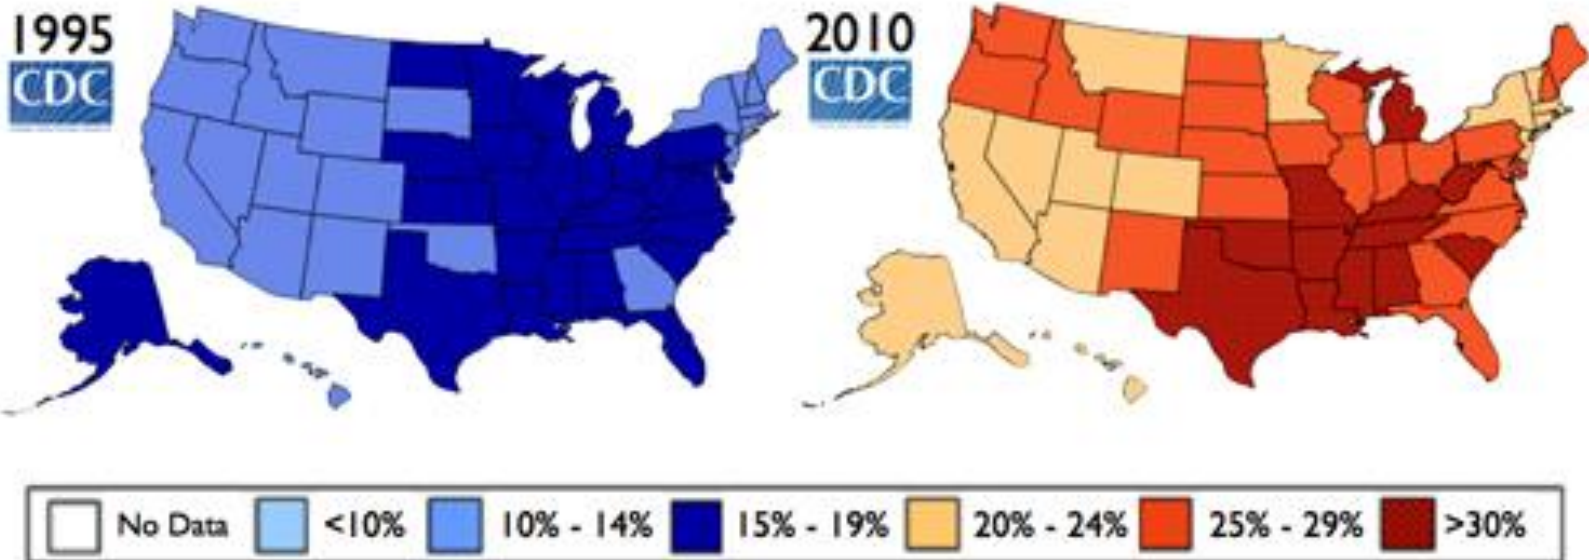 1995
CDC
2010
CDC
No Data
<10%
10% - 14%
15% - 19%
20% - 24%
25% - 29%
>30%